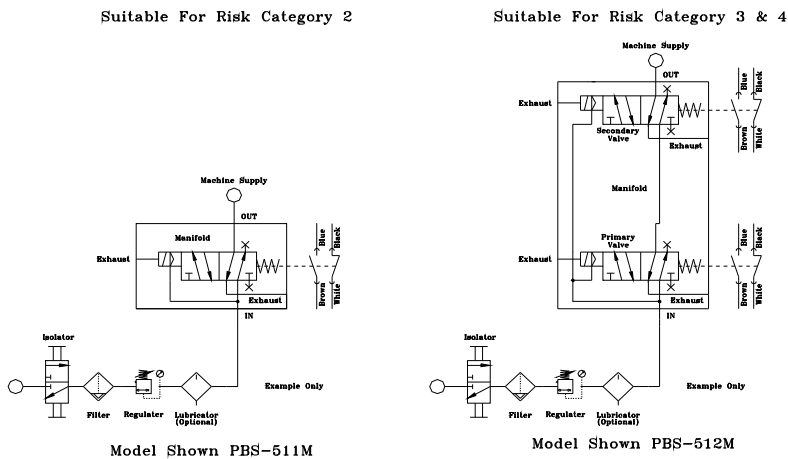 Suitable For Risk Category 2
Machine Supply
OUT
Manifold
Exhaust
Blue
Black
Brown
White
Exhaust
IN
Isolator
Filter
Regulater
Lubricator
(Optional)
Example Only
Model Shown PBS-511M
Suitable For Risk Category 3 & 4
Machine Supply
OUT
Exhaust
Blue
Black
Secondary
Valve
Brown
White
Exhaust
Manifold
Primary
Valve
Blue
Black
Exhaust
Brown
White
Exhaust
IN
Isolator
Filter
Regulater
Lubricator
(Optional)
Example Only
Model Shown PBS-512M